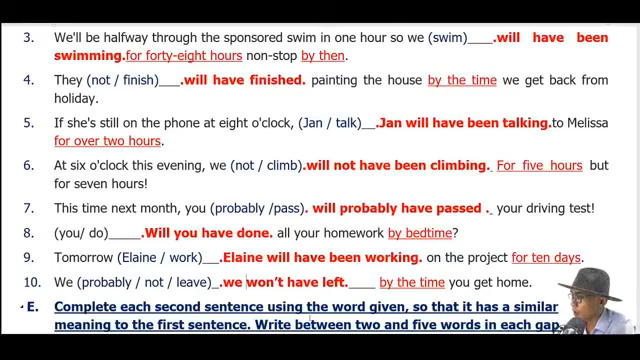 3. We'll be halfway through the sponsored swim in one hour so we (swim)____.will have been
swimming.for forty-eight hours non-stop by then.
4. They (not / finish)___.will have finished. painting the house by the time we get back from
holiday.
5. If she's still on the phone at eight o'clock, (Jan / talk)__.Jan will have been talking.to Melissa
for over two hours.
6. At six o'clock this evening, we (not / climb).will not have been climbing._ For five hours but
for seven hours!
7. This time next month, you (probably /pass). will probably have passed ._ your driving test!
8. (you/ do)_____.Will you have done. all your homework by bedtime?
9. Tomorrow (Elaine / work)__.Elaine will have been working. on the project for ten days.
10. We (probably / not / leave)_.we won't have left.____ by the time you get home.
E. Complete each second sentence using the word given, so that it has a similar
meaning to the first sentence. Write between two and five words in each gap.